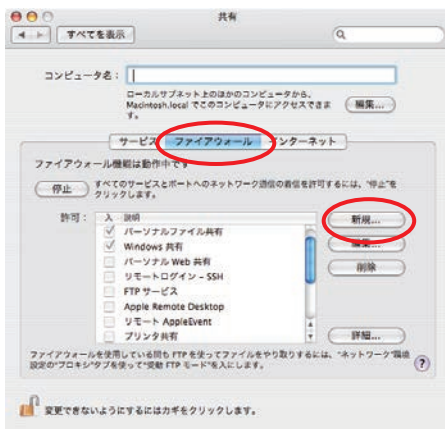 共有
すべてを表示
コンピュータ名：
ローカルサブネット上のほかのコンピュータから、
Macintosh.local でこのコンピュータにアクセスできま
す。
編集...
サービス ファイアウォール インターネット
ファイアウォール機能は動作中です
停止
すべてのサービスとポートへのネットワーク通信の着信を許可するには、"停止"を
クリックします。
許可： 入 説明
パーソナルファイル共有
Windows 共有
パーソナル Web 共有
リモートログイン - SSH
FTP サービス
Apple Remote Desktop
リモート AppleEvent
プリンタ共有
新規...
編集...
削除
詳細...
ファイアウォールを使用している間も FTP を使ってファイルをやり取りするには、"ネットワーク"環境
設定の"プロキシ"タブを使って"受動 FTP モード"を入にします。
?
変更できないようにするにはカギをクリックします。